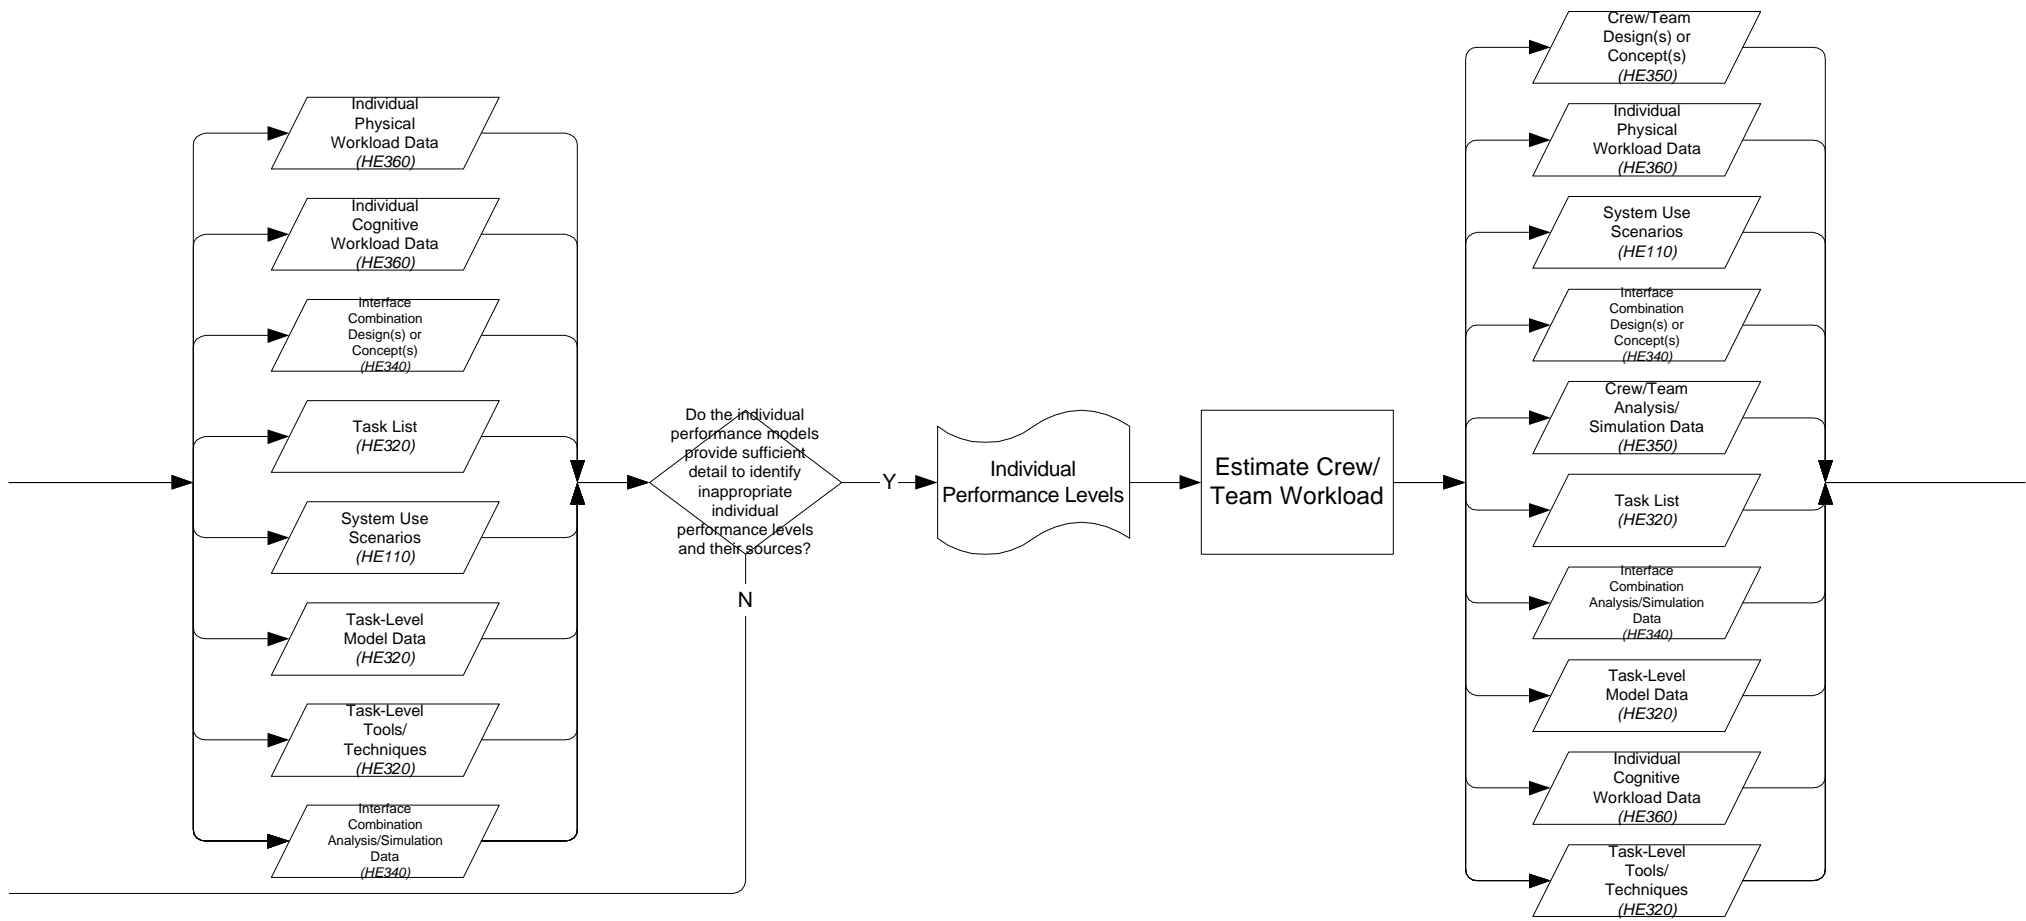 Individual
Physical
Workload Data
(HE360)
Individual
Cognitive
Workload Data
(HE360)
Interface
Combination
Design(s) or
Concept(s)
(HE340)
Task List
(HE320)
System Use
Scenarios
(HE110)
Task-Level
Model Data
(HE320)
Task-Level
Tools/
Techniques
(HE320)
Interface
Combination
Analysis/Simulation
Data
(HE340)
Do the individual
performance models
provide sufficient
detail to identify
inappropriate
individual
performance levels
and their sources?
Y
N
Individual
Performance Levels
Estimate Crew/
Team Workload
Crew/Team
Design(s) or
Concept(s)
(HE350)
Individual
Physical
Workload Data
(HE360)
System Use
Scenarios
(HE110)
Interface
Combination
Design(s) or
Concept(s)
(HE340)
Crew/Team
Analysis/
Simulation Data
(HE350)
Task List
(HE320)
Interface
Combination
Analysis/Simulation
Data
(HE340)
Task-Level
Model Data
(HE320)
Individual
Cognitive
Workload Data
(HE360)
Task-Level
Tools/
Techniques
(HE320)